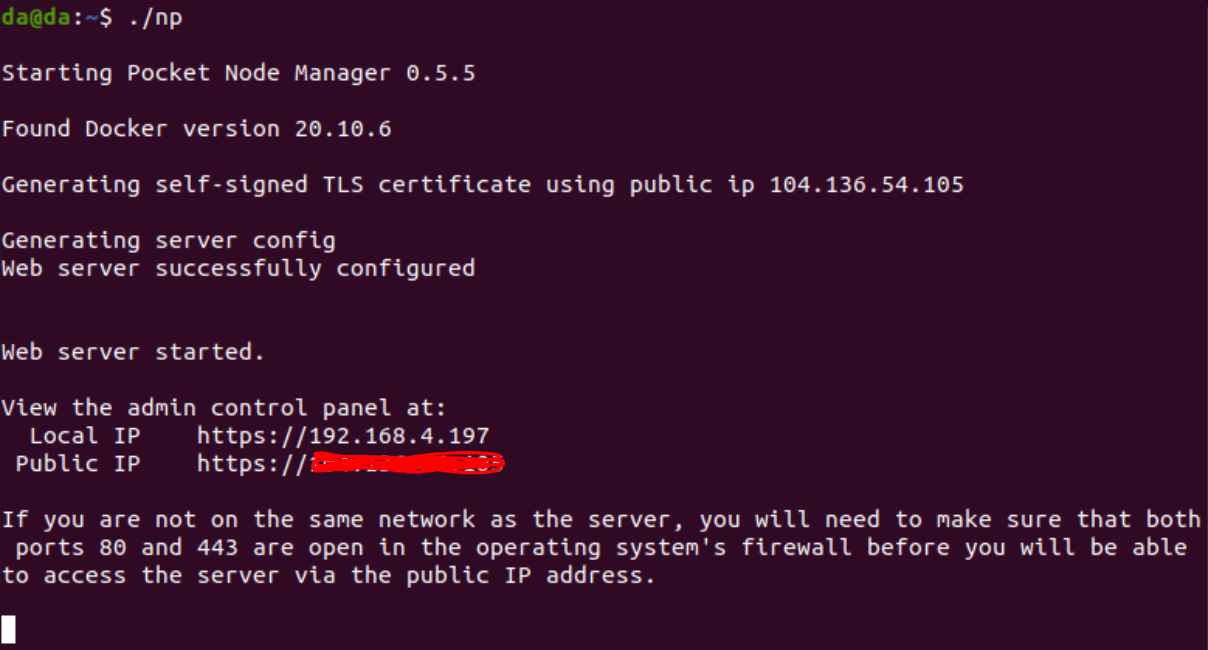 da@da:~$ ./np
Starting Pocket Node Manager 0.5.5
Found Docker version 20.10.6
Generating self-signed TLS certificate using public ip 104.136.54.105
Generating server config
Web server successfully configured
Web server started.
View the admin control panel at:
Local IP    https://192.168.4.197
Public IP    https://
If you are not on the same network as the server, you will need to make sure that both
ports 80 and 443 are open in the operating system's firewall before you will be able
to access the server via the public IP address.